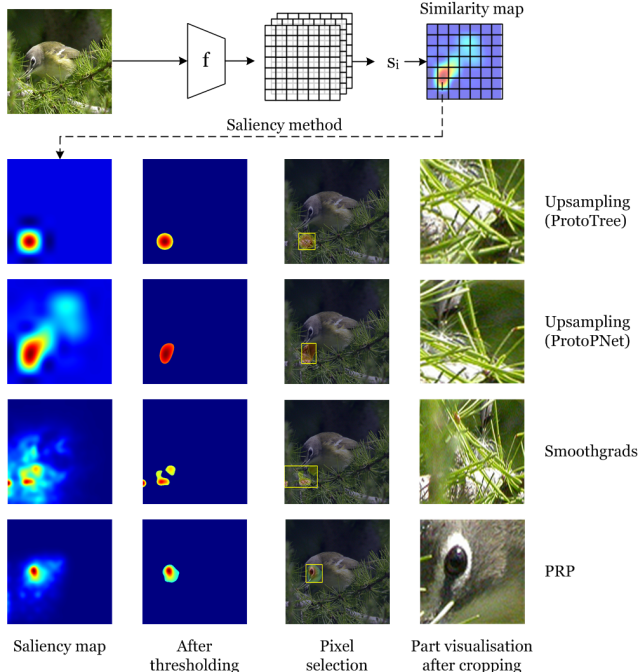 Similarity map
f
si
Saliency method
Upsampling
(ProtoTree)
Upsampling
(ProtoPNet)
Smoothgrads
PRP
Saliency map
After
thresholding
Pixel
selection
Part visualisation
after cropping